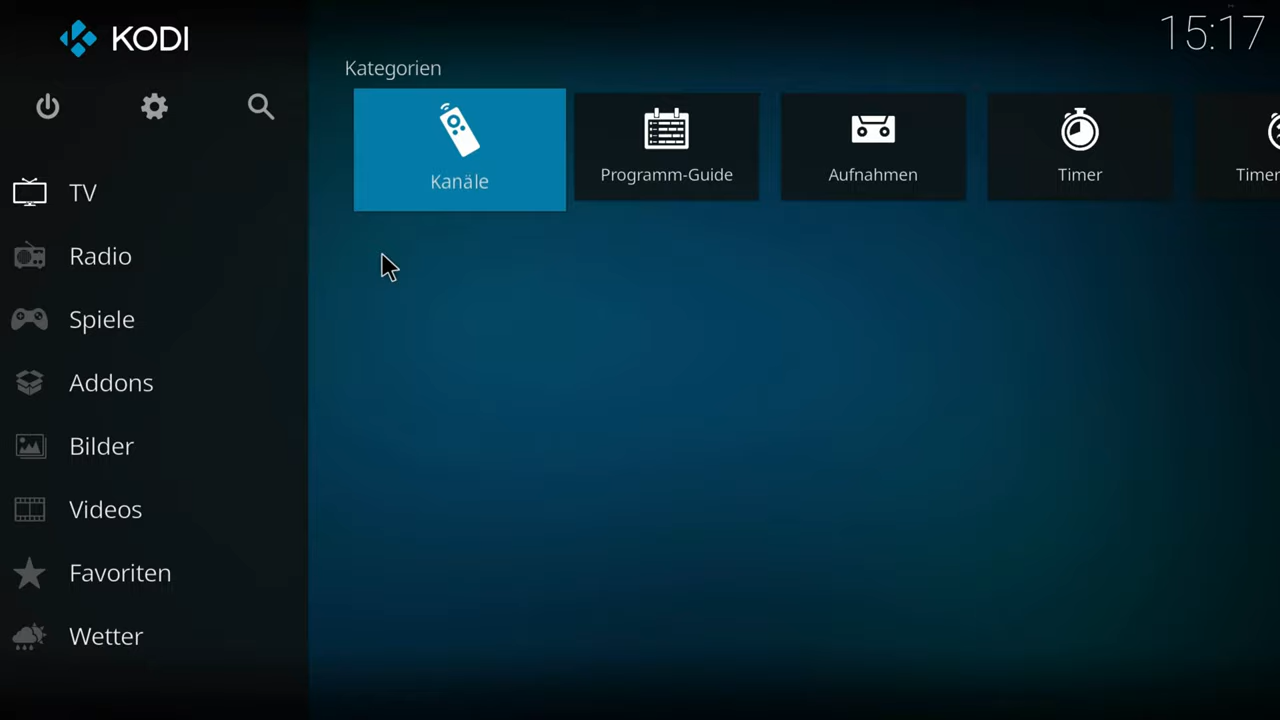 KODI
15:17
Kategorien
Kanäle
Programm-Guide
Aufnahmen
Timer
Timer
TV
Radio
Spiele
Addons
Bilder
Videos
Favoriten
Wetter